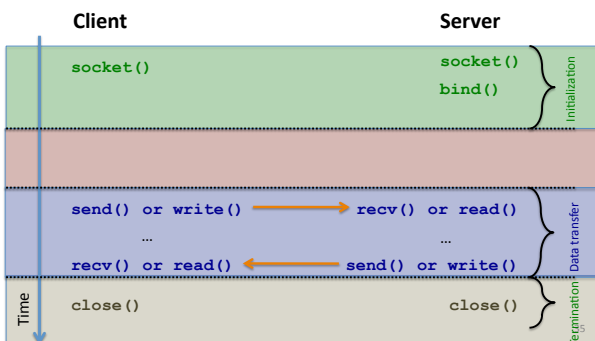 Client Server
socket() socket()
bind()
Initialization
send() or write() recv() or read()
… …
recv() or read() send() or write()
Data transfer
close() close()
Termination
Time